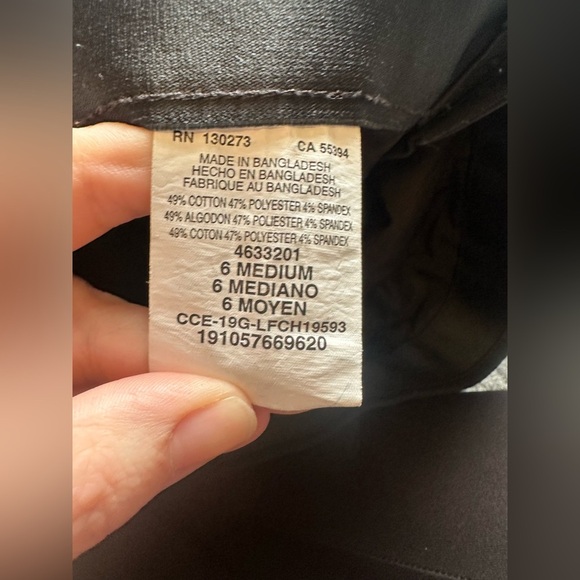 RN 130273 CA 55394
MADE IN BANGLADESH
HECHO EN BANGLADESH
FABRIQUE AU BANGLADESH
49% COTTON 47% POLYESTER 4% SPANDEX
49% ALGODON 47% POLIESTER 4% SPANDEX
49% COTON 47% POLYESTER 4% SPANDEX
4633201
6 MEDIUM
6 MEDIANO
6 MOYEN
CCE-19G-LFCH19593
191057669620